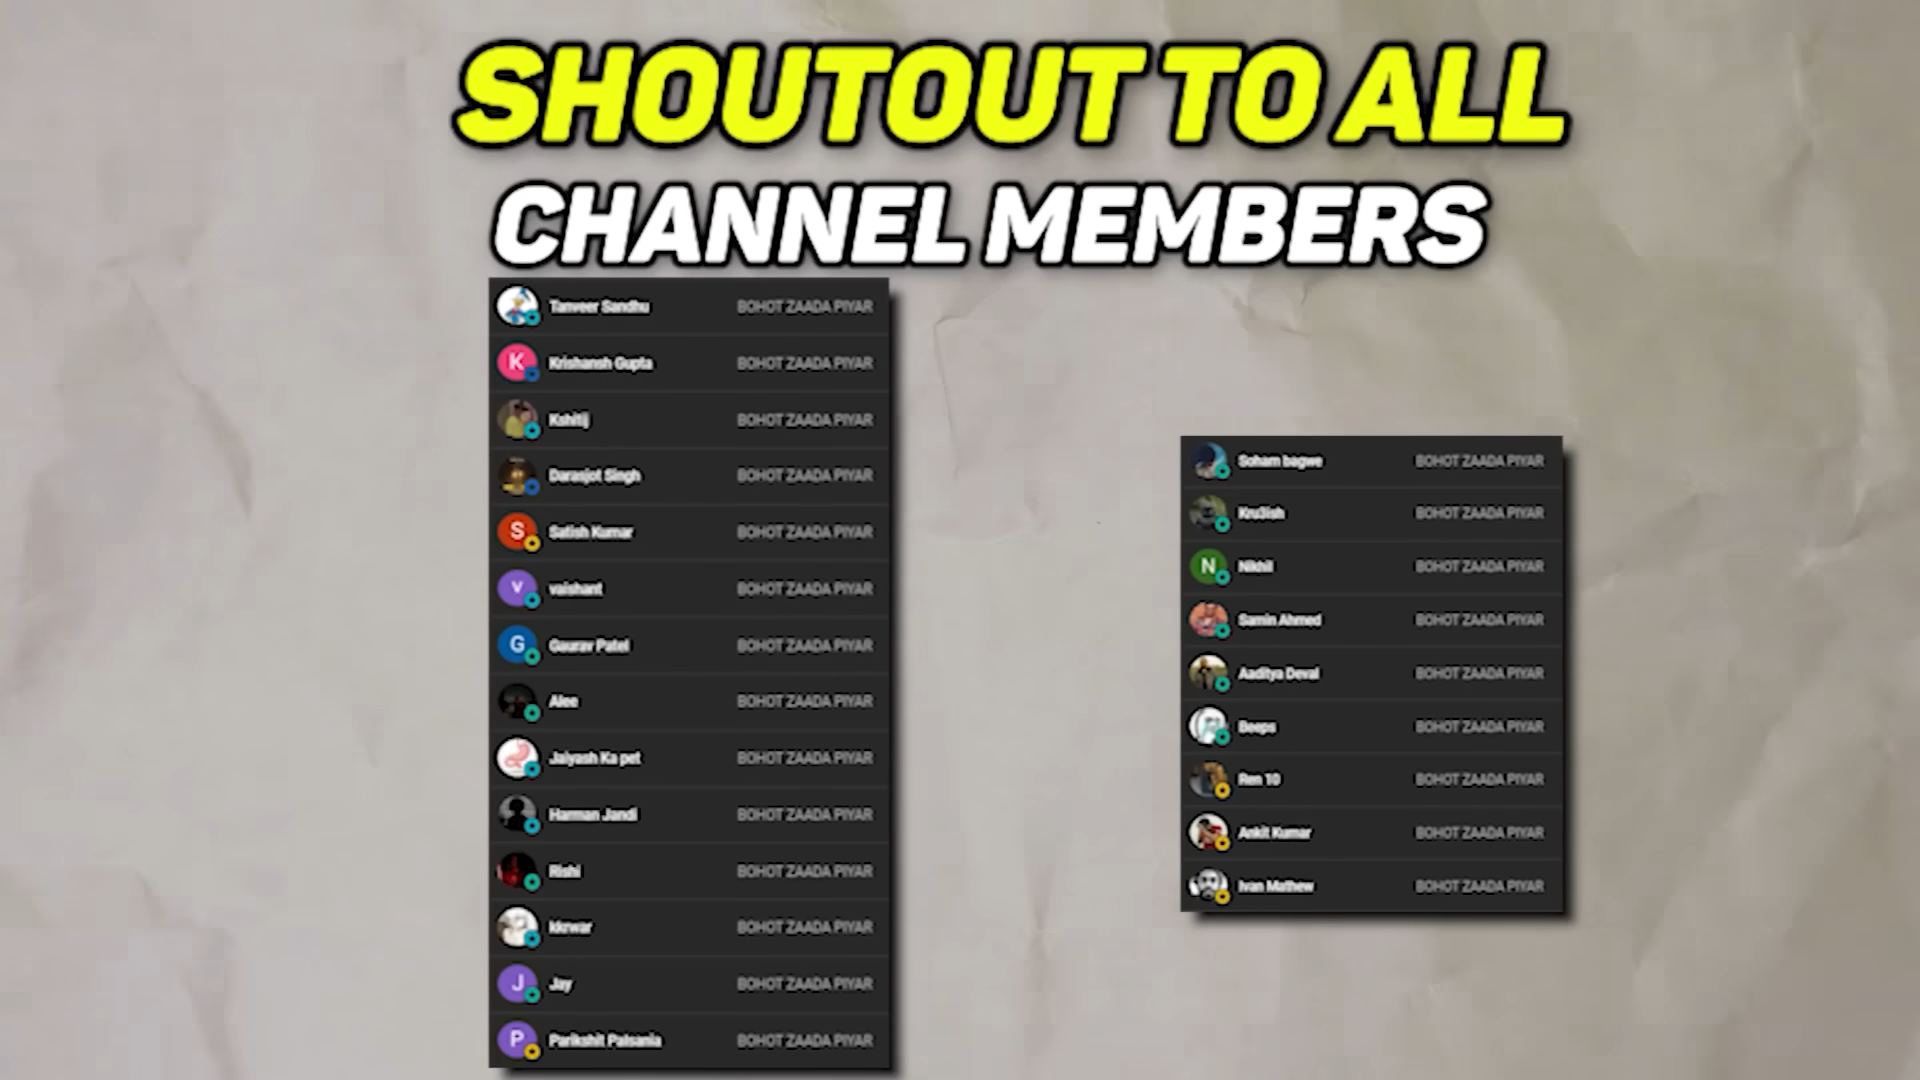 SHOUTOUT TO ALL
CHANNEL MEMBERS
Tanveer Sandhu BOHOT ZAADA PIYAR
K Krishansh Gupta BOHOT ZAADA PIYAR
Kshitij BOHOT ZAADA PIYAR
Darasjot Singh BOHOT ZAADA PIYAR
S Satish Kumar BOHOT ZAADA PIYAR
v vaishant BOHOT ZAADA PIYAR
G Gaurav Patel BOHOT ZAADA PIYAR
Alee BOHOT ZAADA PIYAR
Jaiyash Ka pet BOHOT ZAADA PIYAR
Harman Jandi BOHOT ZAADA PIYAR
Rishi BOHOT ZAADA PIYAR
kkrwar BOHOT ZAADA PIYAR
J Jay BOHOT ZAADA PIYAR
P Parikshit Patsania BOHOT ZAADA PIYAR
Soham bagwe BOHOT ZAADA PIYAR
Kru3ish BOHOT ZAADA PIYAR
N Nikhil BOHOT ZAADA PIYAR
Samin Ahmed BOHOT ZAADA PIYAR
Aaditya Deval BOHOT ZAADA PIYAR
Beeps BOHOT ZAADA PIYAR
Ren 10 BOHOT ZAADA PIYAR
Ankit Kumar BOHOT ZAADA PIYAR
Ivan Mathew BOHOT ZAADA PIYAR